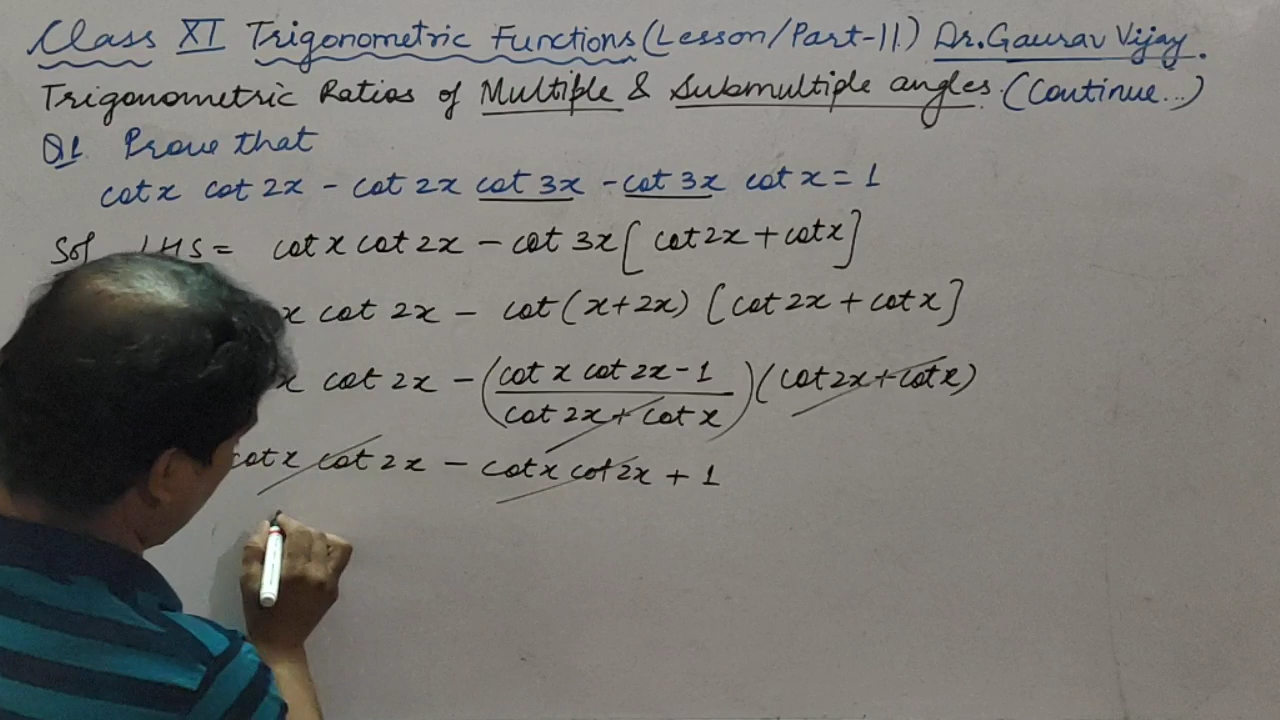 Class XI Trigonometric Functions (Lesson/Part-11) Dr. Gaurav Vijay.
Trigonometric Ratios of Multiple & Submultiple angles. (Continue...)
Q1. Prove that
cot x cot 2x - cot 2x cot 3x - cot 3x cot x = 1
Sol LHS = cot x cot 2x - cot 3x [cot 2x + cot x]
x cot 2x - cot (x+2x) [cot 2x + cot x]
x cot 2x - (cot x cot 2x - 1 / cot 2x + cot x) (cot 2x + cot x)
cot x cot 2x - cot x cot 2x + 1